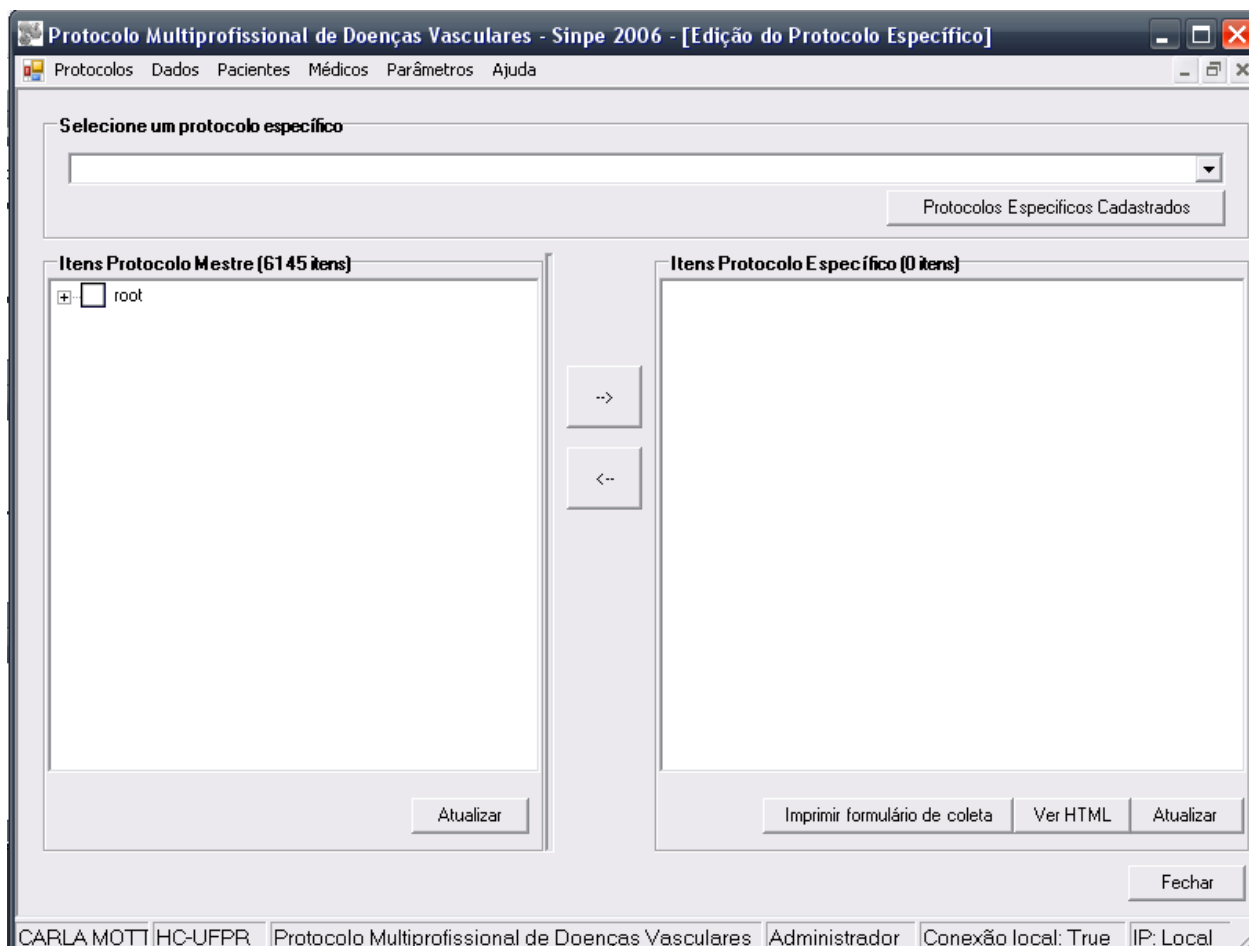 Protocolo Multiprofissional de Doenças Vasculares - Sinpe 2006 - [Edição do Protocolo Específico]
Protocolos Dados Pacientes Médicos Parâmetros Ajuda
Selecione um protocolo específico
Protocolos Especificos Cadastrados
Itens Protocolo Mestre (6145 itens)
Itens Protocolo Específico (0 itens)
root
-->
<--
Atualizar
Imprimir formulário de coleta Ver HTML Atualizar
Fechar
CARLA MOTT HC-UFPR Protocolo Multiprofissional de Doenças Vasculares Administrador Conexão local: True IP: Local